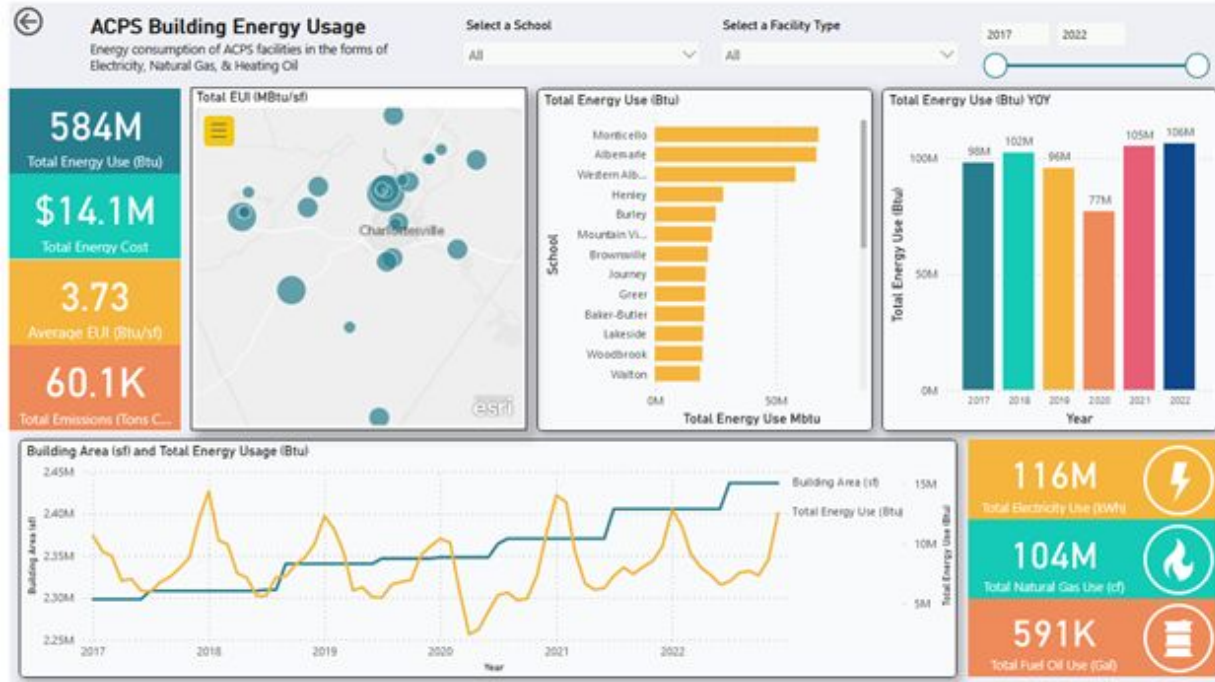 ACPS Building Energy Usage
Energy consumption of ACPS facilities in the forms of
Electricity, Natural Gas, & Heating Oil
Select a School
All
Select a Facility Type
All
2017
2022
584M
Total Energy Use (Btu)
$14.1M
Total Energy Cost
3.73
Average EUI (Btu/sf)
60.1K
Total Emissions (Tons C...
Total EUI (MBtu/sf)
Charlottesville
esri
Total Energy Use (Btu)
School
Monticello
Albemarle
Western Alb...
Henley
Burley
Mountain Vi...
Brownsville
Journey
Greer
Baker-Butler
Lakeside
Woodbrook
Walton
0M
50M
Total Energy Use Mbtu
Total Energy Use (Btu) YOY
Total Energy Use (Btu)
100M
50M
0M
98M
102M
96M
77M
105M
106M
2017
2018
2019
2020
2021
2022
Year
Building Area (sf) and Total Energy Usage (Btu)
Building Area (sf)
2.45M
2.40M
2.35M
2.30M
2.25M
2017
2018
2019
2020
2021
2022
Year
Building Area (sf)
Total Energy Use (Btu)
15M
10M
5M
Total Energy Use (Btu)
116M
Total Electricity Use (kWh)
104M
Total Natural Gas Use (cf)
591K
Total Fuel Oil Use (Gal)